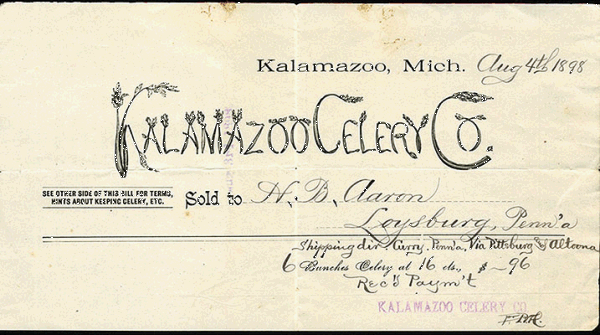 Kalamazoo, Mich. Aug 4th 1898
KALAMAZOO CELERY CO.
SEE OTHER SIDE OF THIS BILL FOR TERMS,
HINTS ABOUT KEEPING CELERY, ETC.
Sold to H. B. Aaron
Loysburg, Penn'a
Shipping dir. Curry, Penn'a, Via Pittsburg & Altoona
6 Bunches Celery at 16 cts, $ - 96
Rec'd Paym't
KALAMAZOO CELERY CO